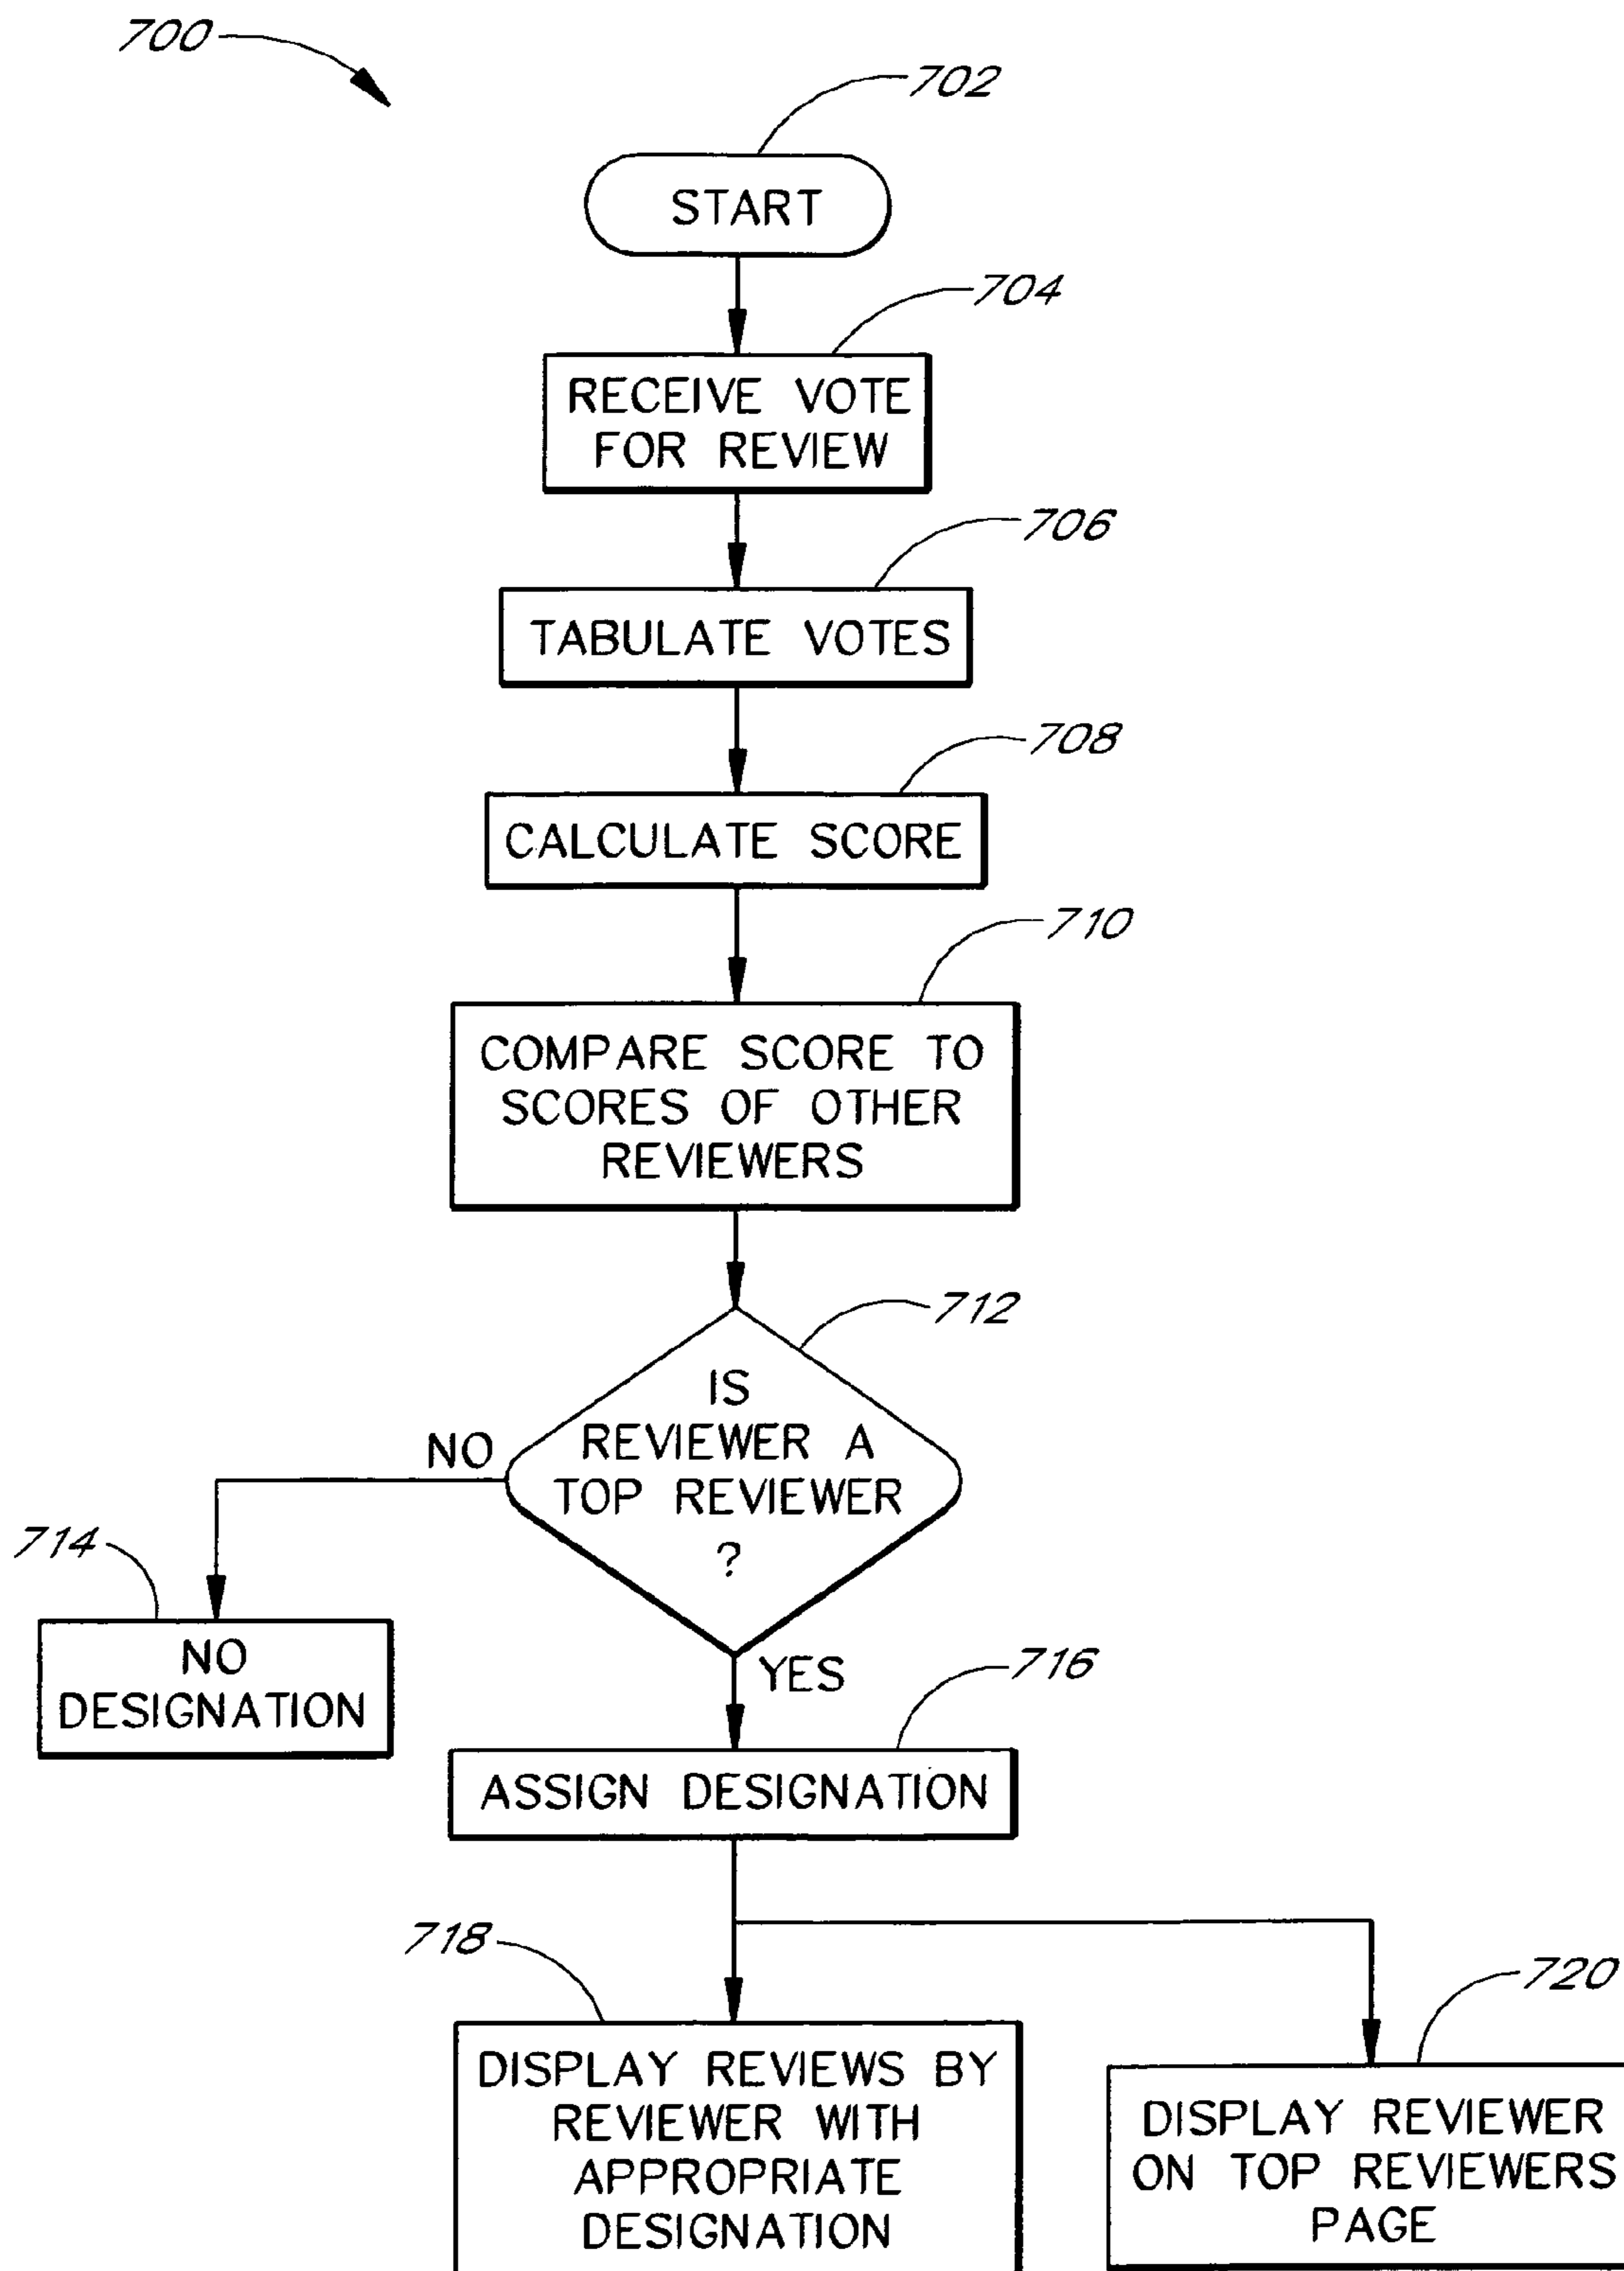 700
702
START
704
RECEIVE VOTE
FOR REVIEW
706
TABULATE VOTES
708
CALCULATE SCORE
710
COMPARE SCORE TO
SCORES OF OTHER
REVIEWERS
712
IS
REVIEWER A
TOP REVIEWER
?
NO
714
NO
DESIGNATION
YES
716
ASSIGN DESIGNATION
718
DISPLAY REVIEWS BY
REVIEWER WITH
APPROPRIATE
DESIGNATION
720
DISPLAY REVIEWER
ON TOP REVIEWERS
PAGE